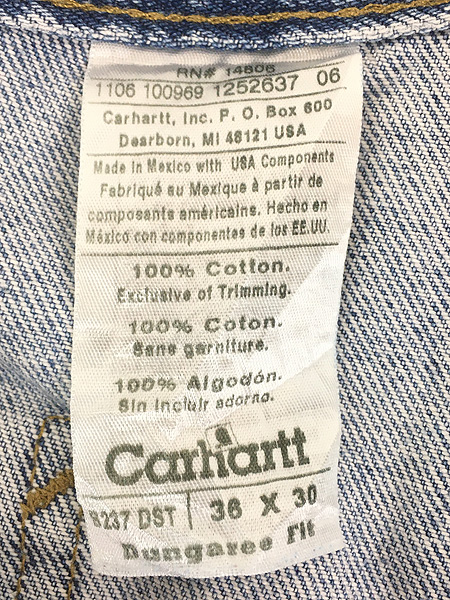 RN# 14806
1106 100969 1252637 06
Carhartt, Inc. P. O. Box 600
Dearborn, MI 48121 USA
Made in Mexico with USA Components
Fabriqué au Mexique à partir de
composants américains. Hecho en
México con componentes de los EE.UU.
100% Cotton.
Exclusive of Trimming.
100% Coton.
Sans garniture.
100% Algodón.
Sin incluir adorno.
Carhartt
237 DST 36 X 30
Dungaree Fit